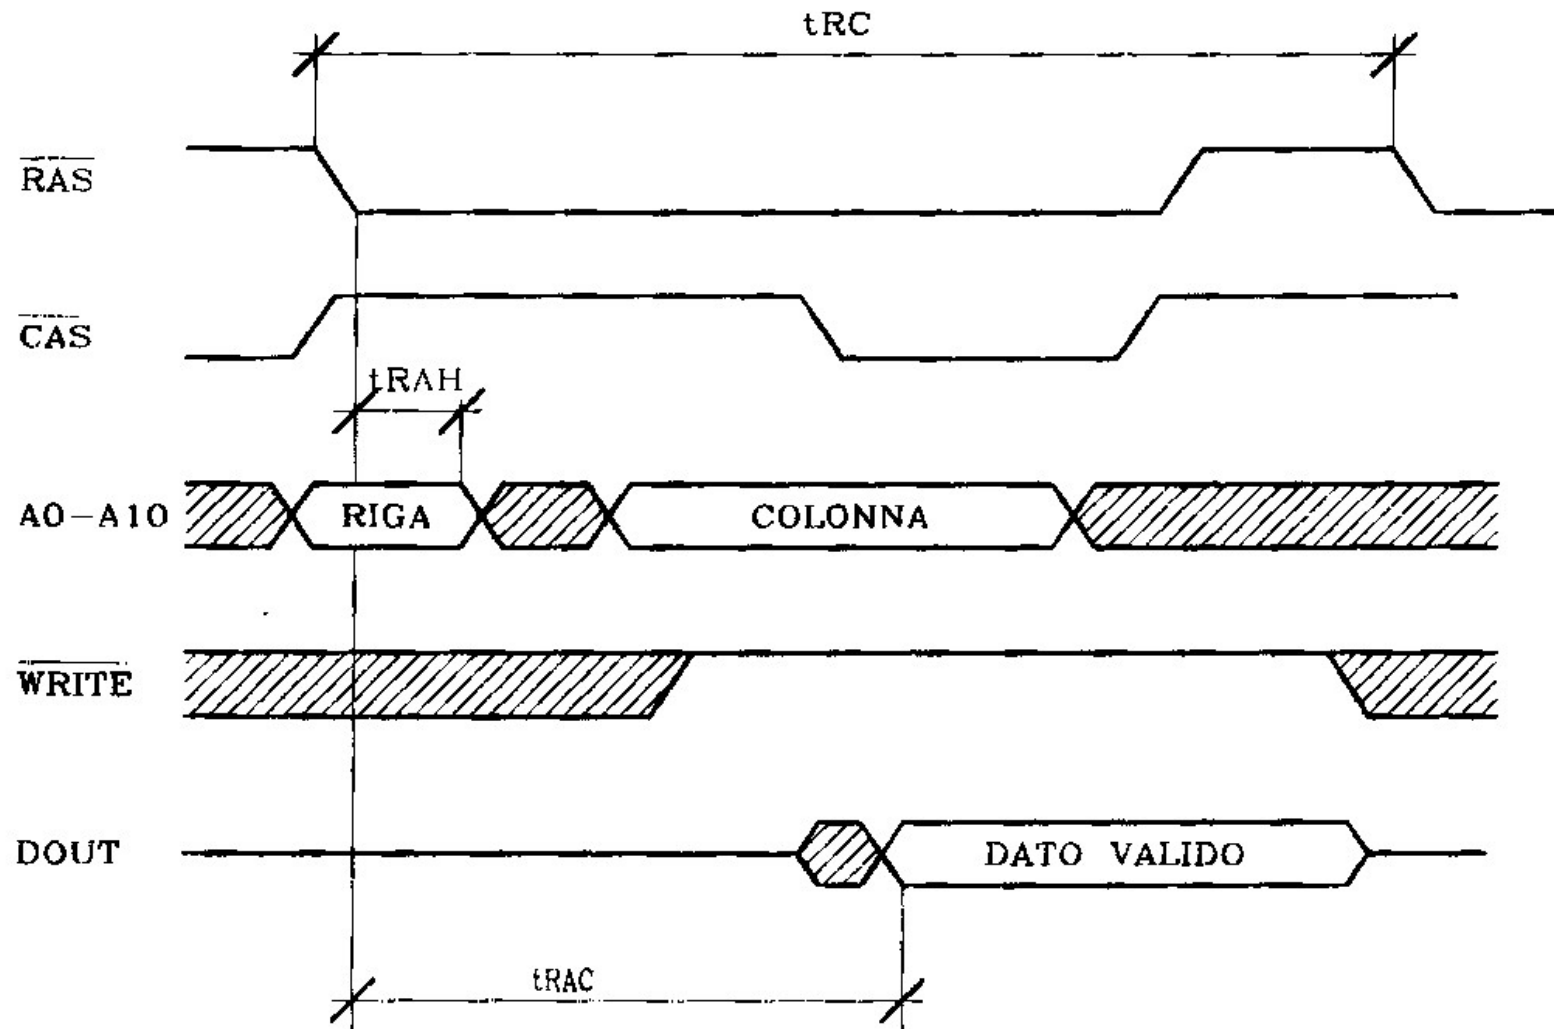 tRC
RAS
CAS
tRAH
A0-A10 RIGA COLONNA
WRITE
DOUT DATO VALIDO
tRAC